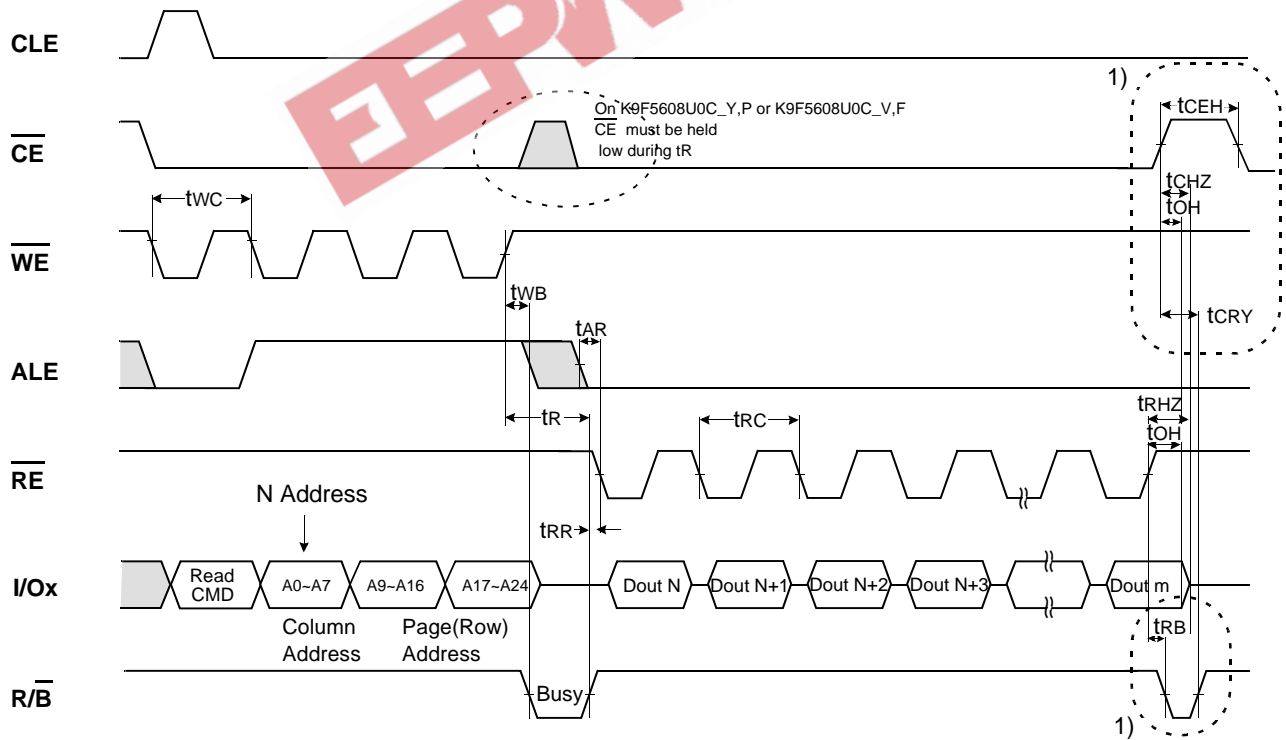 EEPW
CLE
1)
On K9F5608U0C_Y,P or K9F5608U0C_V,F
CE must be held
low during tR
tCEH
CE
tCHZ
tOH
tWC
WE
tWB
tCRY
tAR
ALE
tR
tRC
tRHZ
tOH
RE
N Address
tRR
I/Ox
Read
CMD
A0~A7
A9~A16
A17~A24
Dout N
Dout N+1
Dout N+2
Dout N+3
Dout m
Column
Address
Page(Row)
Address
tRB
R/B
Busy
1)